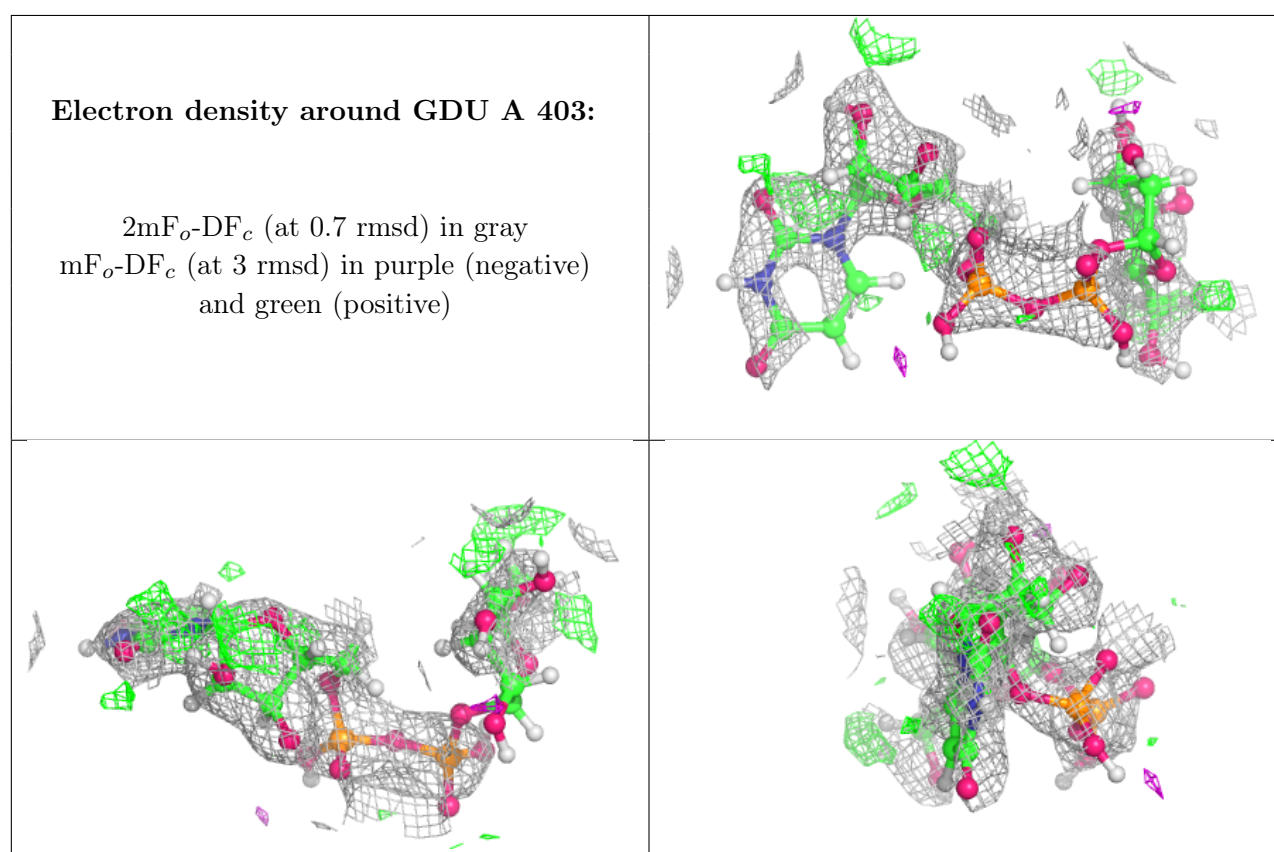 Electron density around GDU A 403:
2mFo-DFc (at 0.7 rmsd) in gray
mFo-DFc (at 3 rmsd) in purple (negative)
and green (positive)